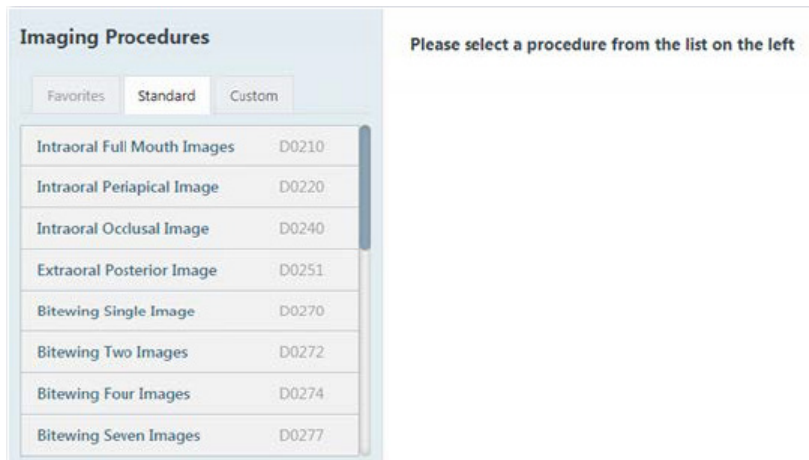 Imaging Procedures
Please select a procedure from the list on the left
Favorites Standard Custom
Intraoral Full Mouth Images D0210
Intraoral Periapical Image D0220
Intraoral Occlusal Image D0240
Extraoral Posterior Image D0251
Bitewing Single Image D0270
Bitewing Two Images D0272
Bitewing Four Images D0274
Bitewing Seven Images D0277